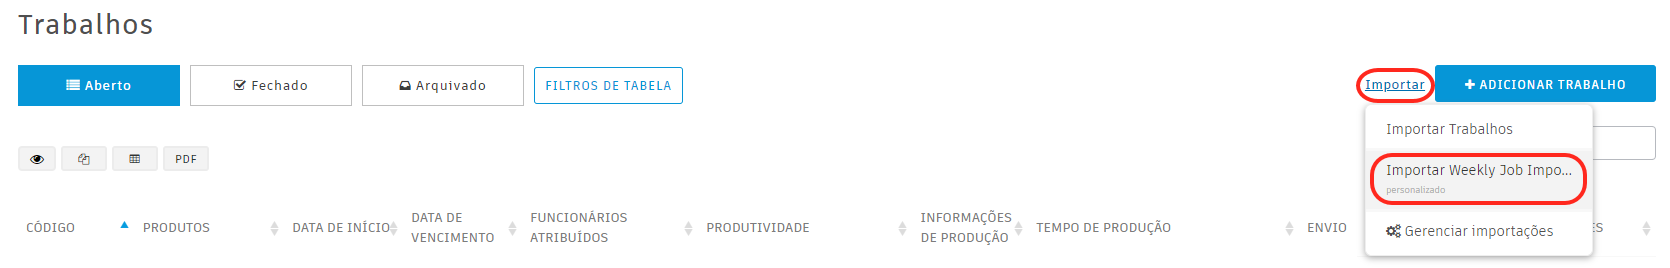 Trabalhos
Aberto
Fechado
Arquivado
FILTROS DE TABELA
Importar
ADICIONAR TRABALHO
Importar Trabalhos
Importar Weekly Job Impo...
personalizado
Gerenciar importações
PDF
CÓDIGO
PRODUTOS
DATA DE INÍCIO
DATA DE
VENCIMENTO
FUNCIONÁRIOS
ATRIBUÍDOS
PRODUTIVIDADE
INFORMAÇÕES
DE PRODUÇÃO
TEMPO DE PRODUÇÃO
ENVIO
ES